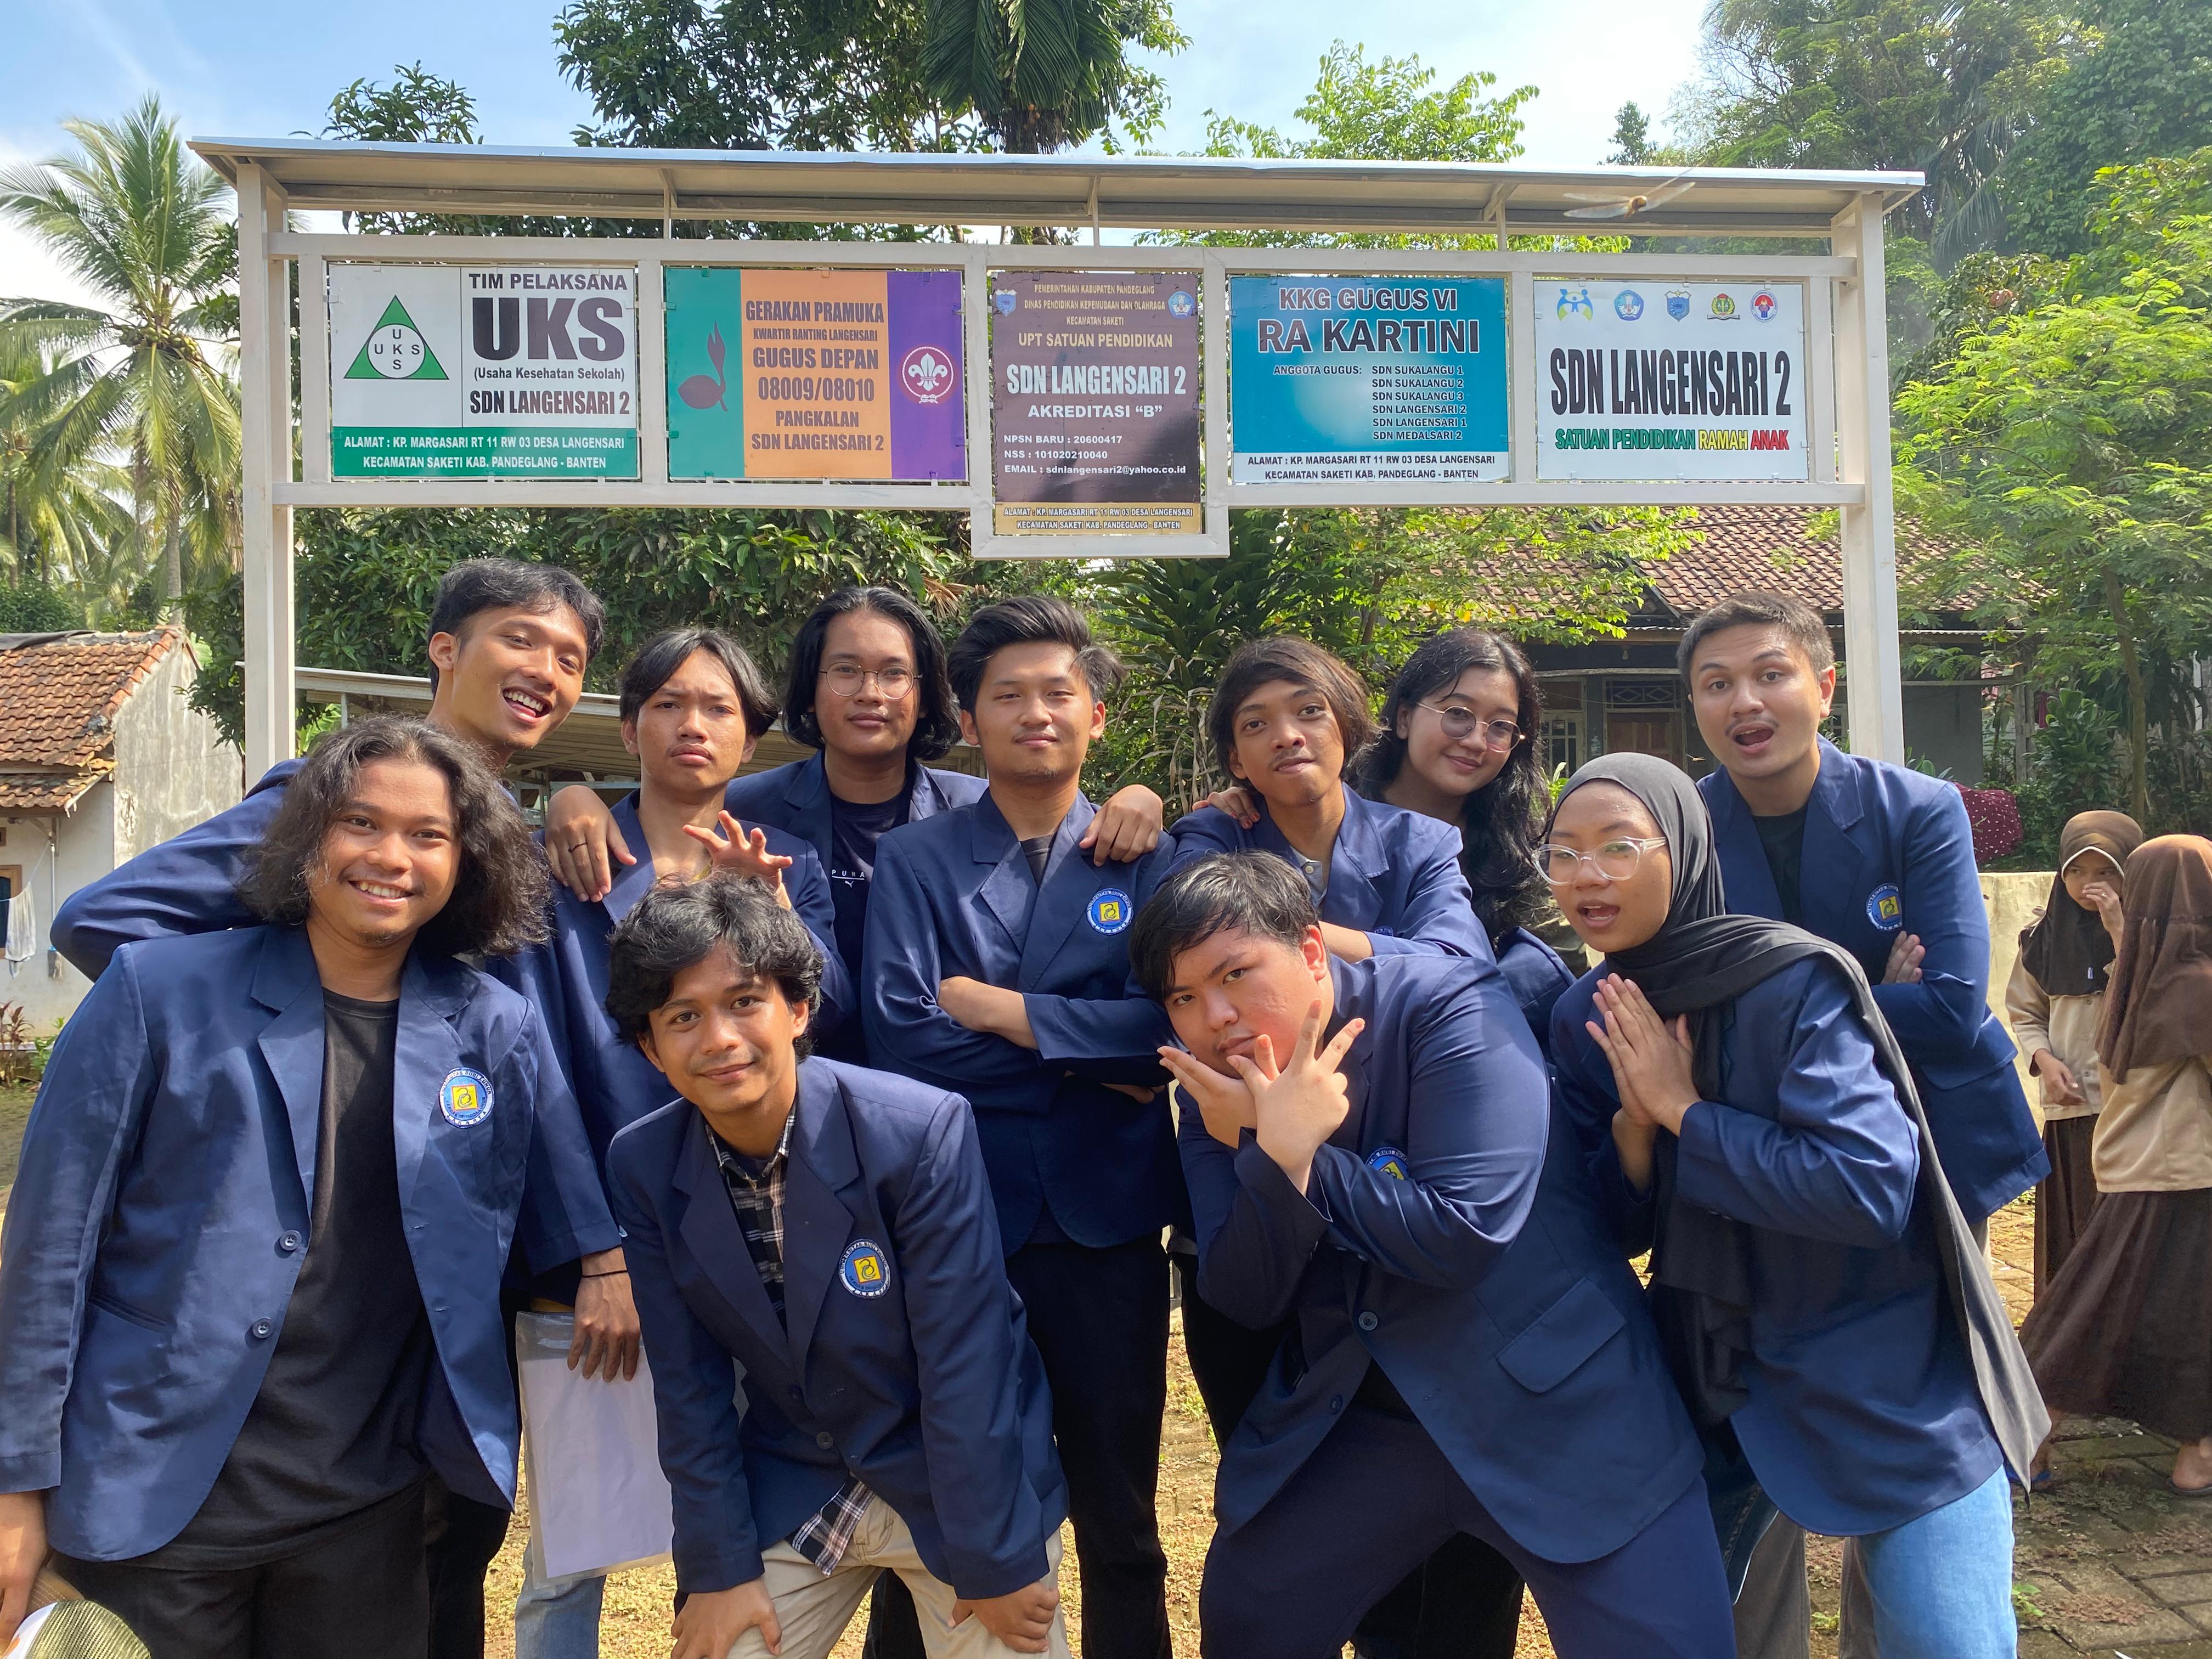 TIM PELAKSANA
UKS
(Usaha Kesehatan Sekolah)
SDN LANGENSARI 2
U
U K S
S
ALAMAT : KP. MARGASARI RT 11 RW 03 DESA LANGENSARI
KECAMATAN SAKETI KAB. PANDEGLANG - BANTEN
GERAKAN PRAMUKA
KWARTIR RANTING LANGENSARI
GUGUS DEPAN
08009/08010
PANGKALAN
SDN LANGENSARI 2
PEMERINTAHAN KABUPATEN PANDEGLANG
DINAS PENDIDIKAN KEPEMUDAAN DAN OLAHRAGA
KECAMATAN SAKETI
UPT SATUAN PENDIDIKAN
SDN LANGENSARI 2
AKREDITASI “B”
NPSN BARU : 20600417
NSS : 101020210040
EMAIL : sdnlangensari2@yahoo.co.id
ALAMAT : KP. MARGASARI RT 11 RW 03 DESA LANGENSARI
KECAMATAN SAKETI KAB. PANDEGLANG - BANTEN
KKG GUGUS VI
RA KARTINI
ANGGOTA GUGUS: SDN SUKALANGU 1
SDN SUKALANGU 2
SDN SUKALANGU 3
SDN LANGENSARI 2
SDN LANGENSARI 1
SDN MEDALSARI 2
ALAMAT : KP. MARGASARI RT 11 RW 03 DESA LANGENSARI
KECAMATAN SAKETI KAB. PANDEGLANG - BANTEN
SDN LANGENSARI 2
SATUAN PENDIDIKAN RAMAH ANAK